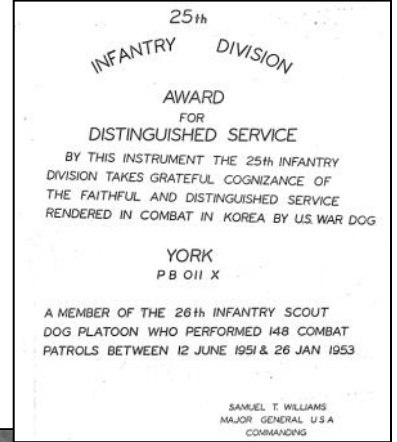 25th
INFANTRY DIVISION
AWARD
FOR
DISTINGUISHED SERVICE
BY THIS INSTRUMENT THE 25th INFANTRY
DIVISION TAKES GRATEFUL COGNIZANCE OF
THE FAITHFUL AND DISTINGUISHED SERVICE
RENDERED IN COMBAT IN KOREA BY U.S. WAR DOG
YORK
PB 011 X
A MEMBER OF THE 26th INFANTRY SCOUT
DOG PLATOON WHO PERFORMED 148 COMBAT
PATROLS BETWEEN 12 JUNE 1951 & 26 JAN 1953
SAMUEL T. WILLIAMS
MAJOR GENERAL U S A
COMMANDING